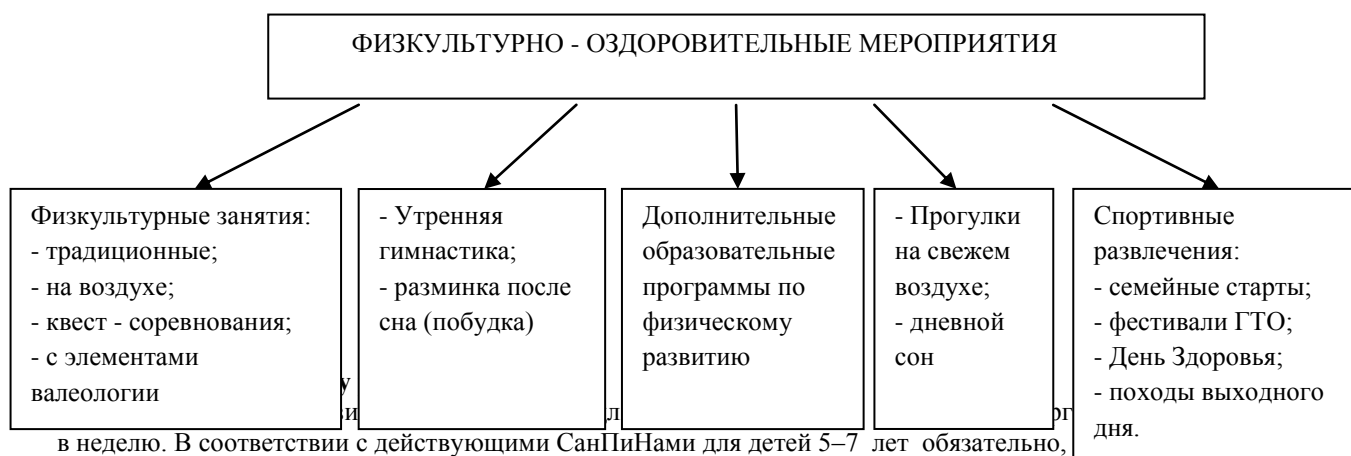 ФИЗКУЛЬТУРНО - ОЗДОРОВИТЕЛЬНЫЕ МЕРОПРИЯТИЯ
Физкультурные занятия:
- традиционные;
- на воздухе;
- квест - соревнования;
- с элементами
валеологии
- Утренняя
гимнастика;
- разминка после
сна (побудка)
Дополнительные
образовательные
программы по
физическому
развитию
- Прогулки
на свежем
воздухе;
- дневной
сон
Спортивные
развлечения:
- семейные старты;
- фестивали ГТО;
- День Здоровья;
- походы выходного
дня.
в неделю. В соответствии с действующими СанПиНами для детей 5–7 лет обязательно,